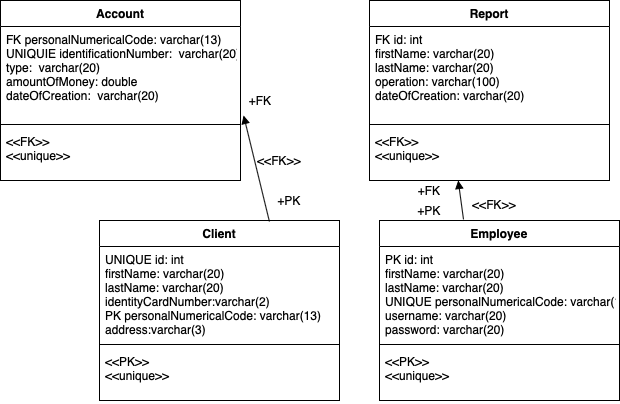 Account
FK personalNumericalCode: varchar(13)
UNIQUIE identificationNumber:  varchar(20
type:  varchar(20)
amountOfMoney: double
dateOfCreation:  varchar(20)
<<FK>>
<<unique>>
Report
FK id: int
firstName: varchar(20)
lastName: varchar(20)
operation: varchar(100)
dateOfCreation: varchar(20)
<<FK>>
<<unique>>
+FK
<<FK>>
+PK
+FK
+PK
<<FK>>
Client
UNIQUE id: int
firstName: varchar(20)
lastName: varchar(20)
identityCardNumber:varchar(2)
PK personalNumericalCode: varchar(13)
address:varchar(3)
<<PK>>
<<unique>>
Employee
PK id: int
firstName: varchar(20)
lastName: varchar(20)
UNIQUE personalNumericalCode: varchar(
username: varchar(20)
password: varchar(20)
<<PK>>
<<unique>>